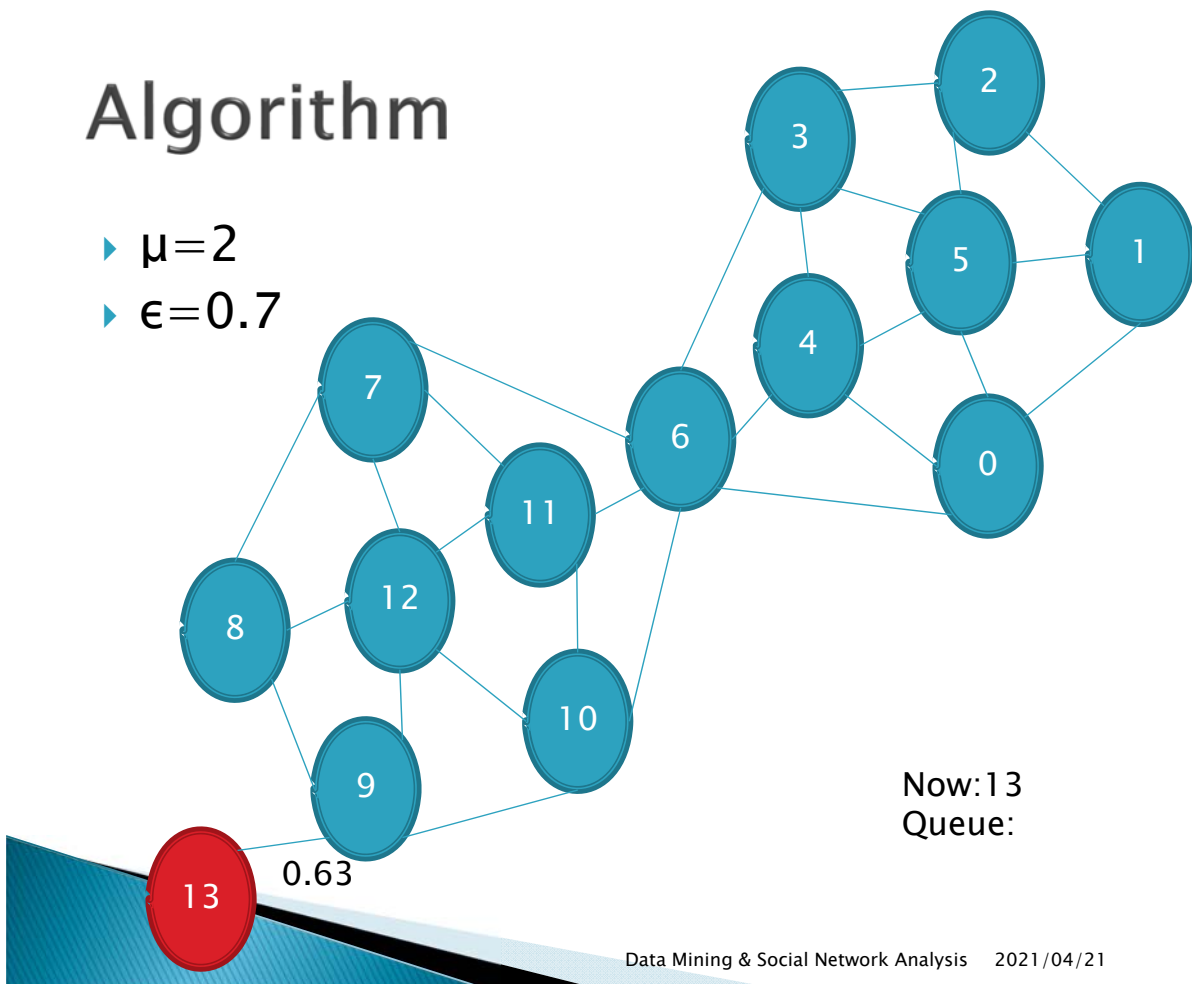 Algorithm
μ=2
ϵ=0.7
2
3
1
5
4
7
6
0
11
12
8
10
9
Now:13
Queue:
0.63
13
Data Mining & Social Network Analysis 2021/04/21